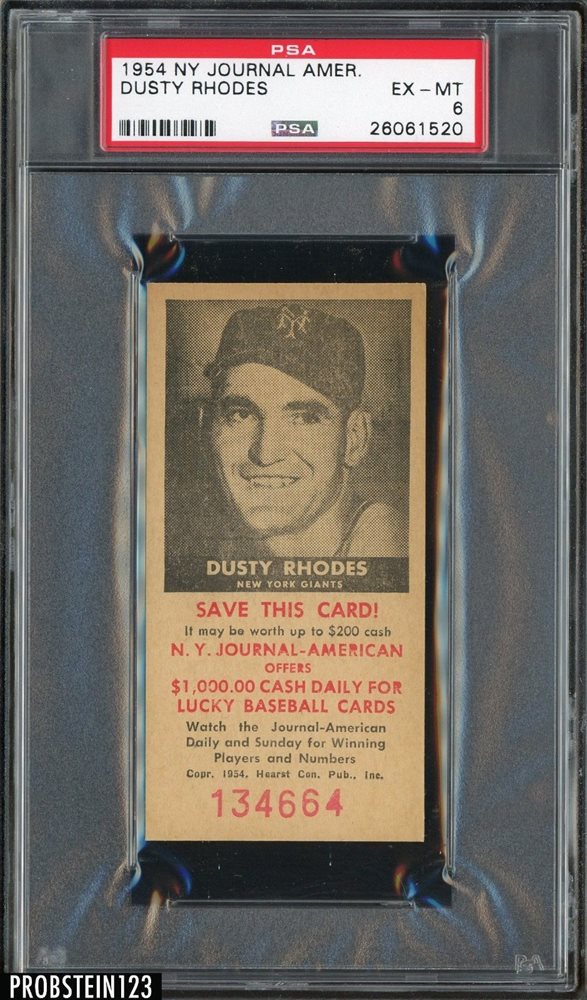 PSA
1954 NY JOURNAL AMER.
DUSTY RHODES
EX - MT
6
PSA
26061520
NY
DUSTY RHODES
NEW YORK GIANTS
SAVE THIS CARD!
It may be worth up to $200 cash
N. Y. JOURNAL-AMERICAN
OFFERS
$1,000.00 CASH DAILY FOR
LUCKY BASEBALL CARDS
Watch the Journal-American
Daily and Sunday for Winning
Players and Numbers
Copr. 1954. Hearst Con. Pub., Inc.
134664
PSA
PROBSTEIN123